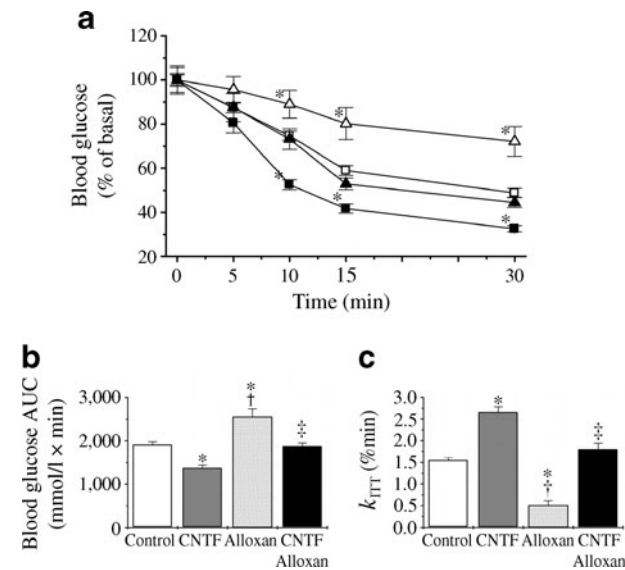 a
Blood glucose
(% of basal)
120
100
80
60
40
20
*
*
*
*
*
*
0
5
10
15
30
Time (min)
b
Blood glucose AUC
(mmol/l × min)
3,000
2,000
1,000
0
*
*
†
‡
Control CNTF Alloxan CNTF
Alloxan
c
kITT (%min)
3.0
2.5
2.0
1.5
1.0
0.5
0.0
*
*
‡
‡
Control CNTF Alloxan CNTF
Alloxan